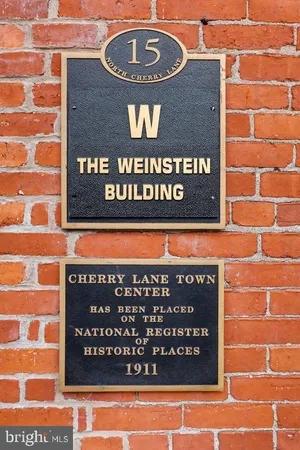 15
NORTH CHERRY LANE
W
THE WEINSTEIN
BUILDING
CHERRY LANE TOWN
CENTER
HAS BEEN PLACED
ON THE
NATIONAL REGISTER
OF
HISTORIC PLACES
1911
bright MLS